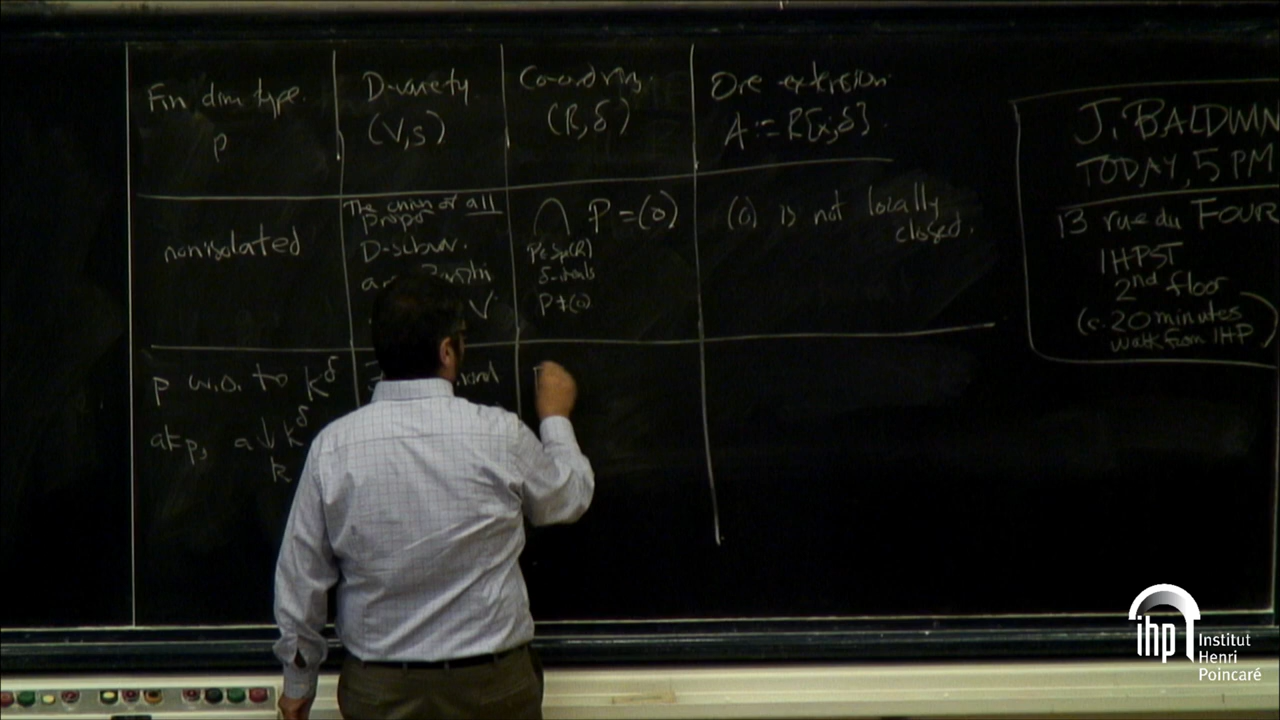 Fin dim type.
p
D-variety
(V,s)
Co-ord ring
(R,δ)
Ore extension
A := R[x;δ].
nonisolated
The union of all
proper
D-subvar.
V.
⋂ P = (0)
P∈Spec(R)
δ-ideals
P≠(0)
(0) is not locally
closed.
p w.o. to k^δ
a⊨p, a ↓ k^δ
k
J. BALDWIN
TODAY, 5 PM
13 rue du FOUR
IHPST
2nd floor
(c. 20 minutes
walk from IHP)
ihp
Institut
Henri
Poincaré